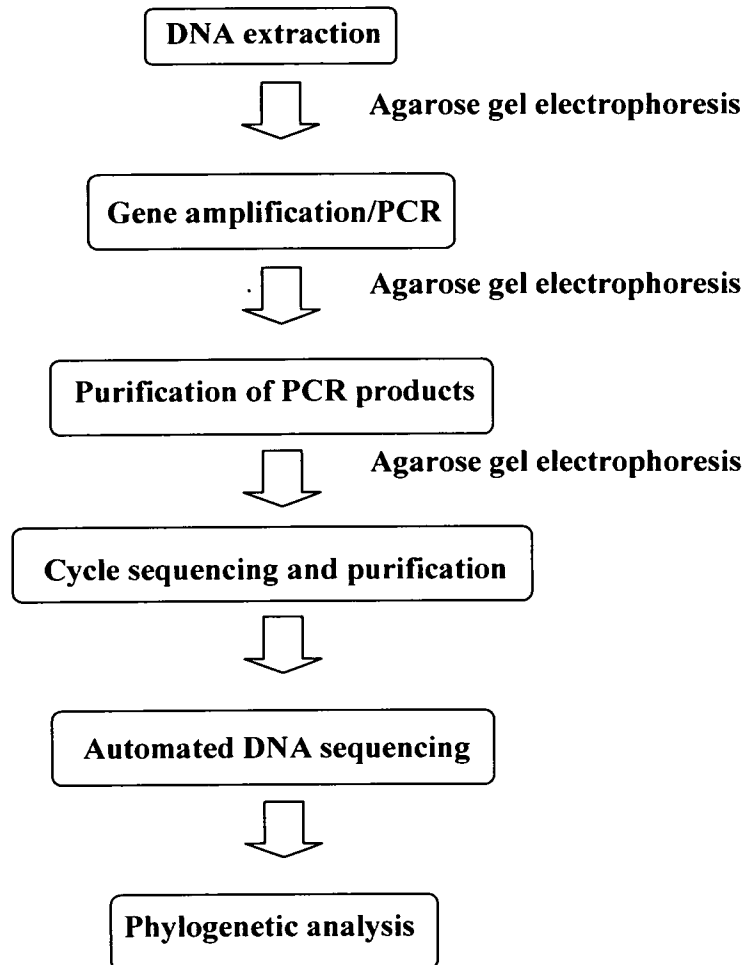 DNA extraction
Agarose gel electrophoresis
Gene amplification/PCR
Agarose gel electrophoresis
Purification of PCR products
Agarose gel electrophoresis
Cycle sequencing and purification
Automated DNA sequencing
Phylogenetic analysis